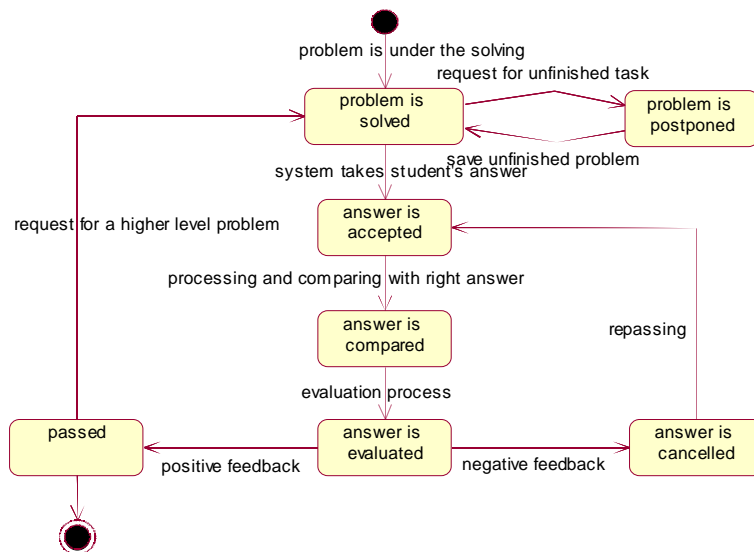 problem is under the solving
request for unfinished task
problem is
solved
problem is
postponed
save unfinished problem
system takes student's answer
answer is
accepted
request for a higher level problem
processing and comparing with right answer
answer is
compared
repassing
evaluation process
passed
answer is
evaluated
answer is
cancelled
positive feedback
negative feedback